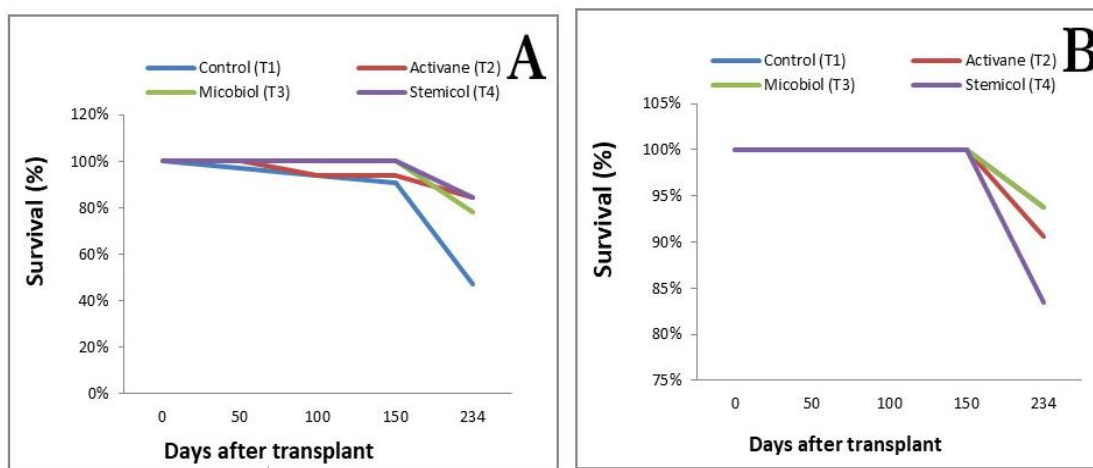 A
Control (T1) Activane (T2)
Micobiol (T3) Stemicol (T4)
120%
100%
80%
60%
40%
20%
0%
Survival (%)
0 50 100 150 234
Days after transplant
B
Control (T1) Activane (T2)
Micobiol (T3) Stemicol (T4)
105%
100%
95%
90%
85%
80%
75%
Survival (%)
0 50 100 150 234
Days after transplant